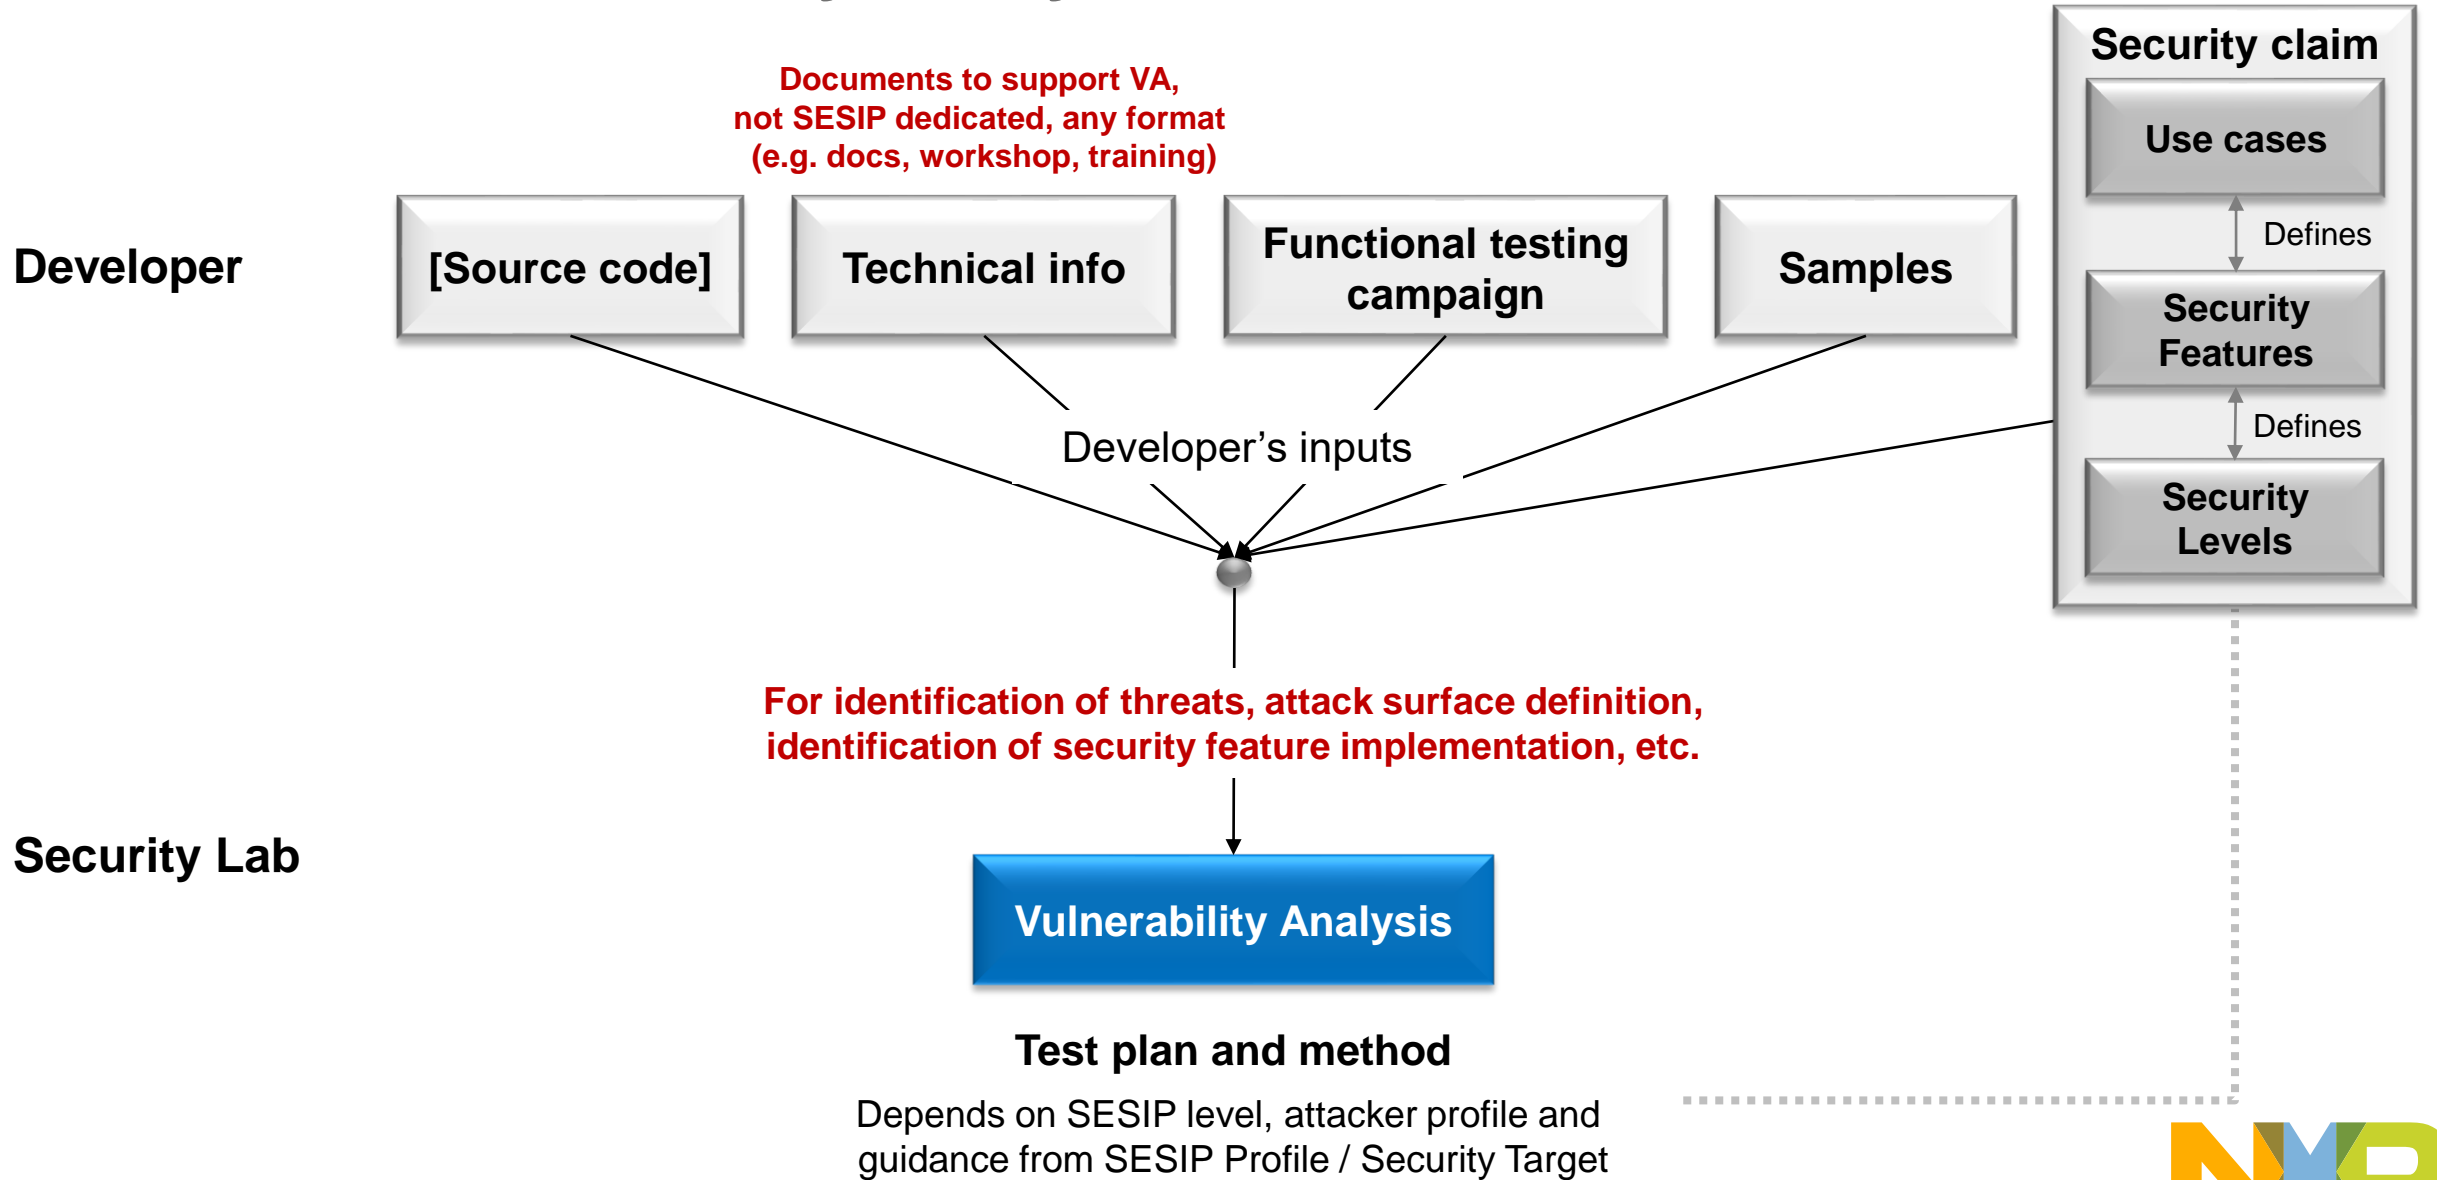 Security claim
Documents to support VA,
not SESIP dedicated, any format
(e.g. docs, workshop, training)
Use cases
Defines
Developer
[Source code]
Technical info
Functional testing
campaign
Samples
Security
Features
Defines
Developer’s inputs
Security
Levels
For identification of threats, attack surface definition,
identification of security feature implementation, etc.
Security Lab
Vulnerability Analysis
Test plan and method
Depends on SESIP level, attacker profile and
guidance from SESIP Profile / Security Target